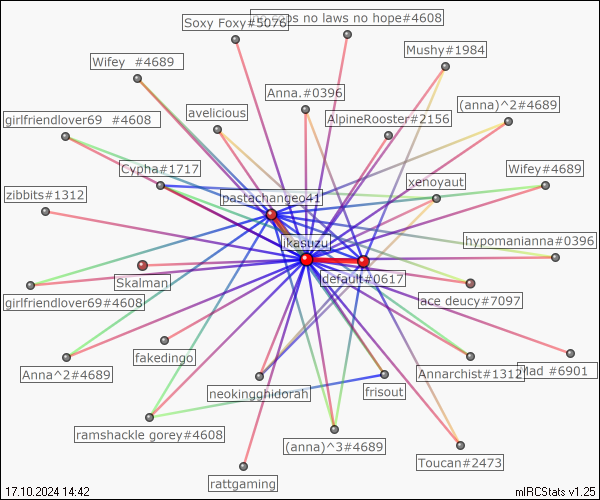 Soxy Foxy#5076
no laws no hope#4608
Mushy#1984
Wifey  #4689
Anna.#0396
(anna)^2#4689
avelicious
AlpineRooster#2156
girlfriendlover69  #4608
Cypha#1717
Wifey#4689
xenoyaut
zibbits#1312
pastachangeo41
ikasuzu
hypomanianna#0396
default#0617
Skalman
girlfriendlover69#4608
lace deucy#7097
fakedingo
Anna^2#4689
Annarchist#1312
Mad #6901
neokingghidorah
frisout
ramshackle gorey#4608
(anna)^3#4689
Toucan#2473
rattgaming
17.10.2024 14:42
mIRCStats v1.25